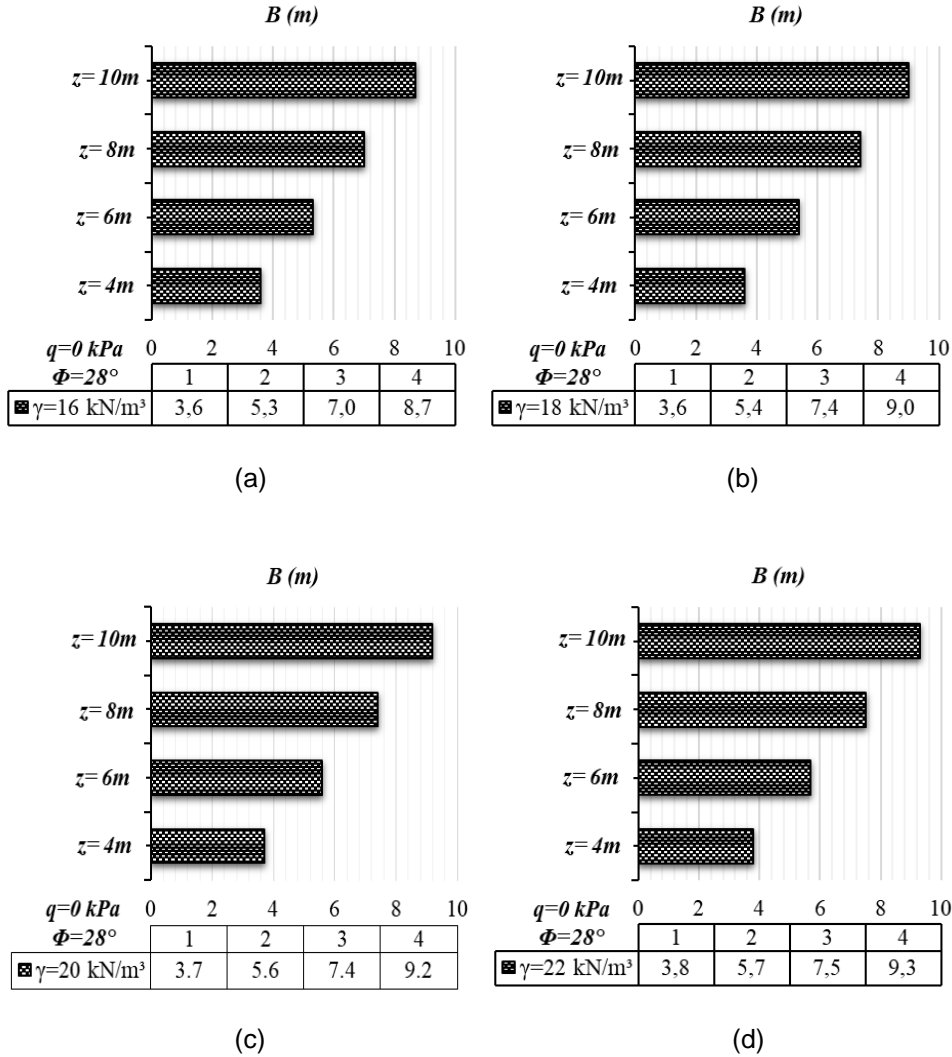 B (m)
z=10m
z=8m
z=6m
z=4m
q=0 kPa 0 2 4 6 8 10
Φ=28° 1 2 3 4
γ=16 kN/m³ 3,6 5,3 7,0 8,7
(a)
B (m)
z=10m
z=8m
z=6m
z=4m
q=0 kPa 0 2 4 6 8 10
Φ=28° 1 2 3 4
γ=18 kN/m³ 3,6 5,4 7,4 9,0
(b)
B (m)
z=10m
z=8m
z=6m
z=4m
q=0 kPa 0 2 4 6 8 10
Φ=28° 1 2 3 4
γ=20 kN/m³ 3.7 5.6 7.4 9.2
(c)
B (m)
z=10m
z=8m
z=6m
z=4m
q=0 kPa 0 2 4 6 8 10
Φ=28° 1 2 3 4
γ=22 kN/m³ 3,8 5,7 7,5 9,3
(d)